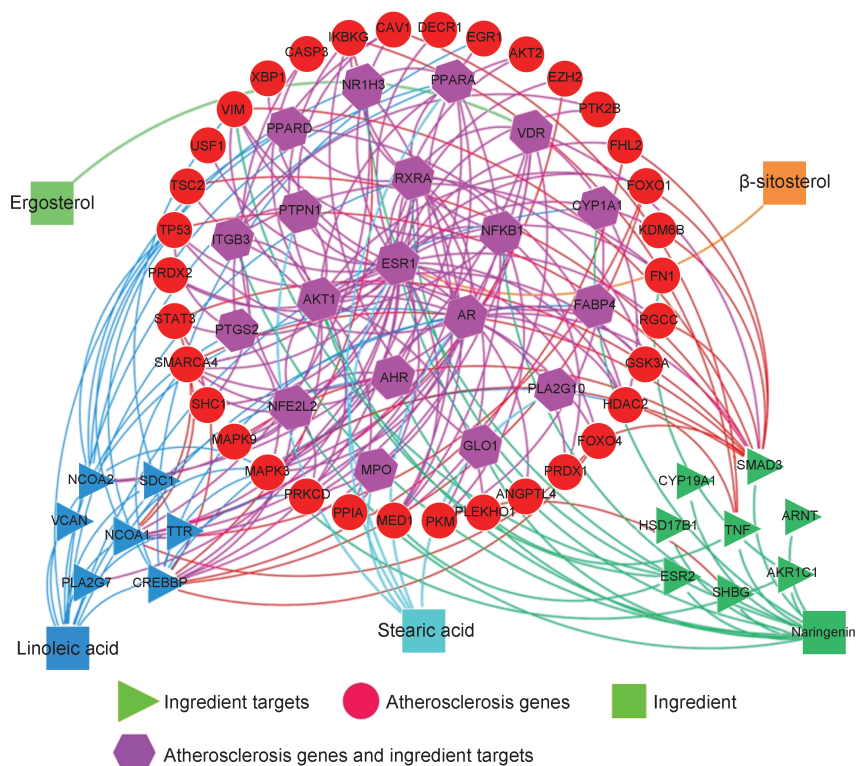 CAV1
DECR1
IKBKG
EGR1
CASP3
AKT2
XBP1
NR1H3
PPARA
EZH2
VIM
PTK2B
PPARD
VDR
USF1
FHL2
TSC2
RXRA
FOXO1
β-sitosterol
Ergosterol
PTPN1
CYP1A1
TP53
ITGB3
NFKB1
KDM6B
PRDX2
ESR1
FN1
AKT1
FABP4
STAT3
PTGS2
AR
RGCC
SMARCA4
GSK3A
AHR
PLA2G10
SHC1
NFE2L2
HDAC2
MAPK9
GLO1
FOXO4
MAPK3
MPO
PRDX1
SMAD3
NCOA2
SDC1
CYP19A1
PRKCD
ANGPTL4
PPIA
MED1
PKM
PLEKHO1
VCAN
NCOA1
TTR
HSD17B1
TNF
ARNT
PLA2G7
CREBBP
ESR2
SHBG
AKR1C1
Linoleic acid
Stearic acid
Naringenin
Ingredient targets
Atherosclerosis genes
Ingredient
Atherosclerosis genes and ingredient targets